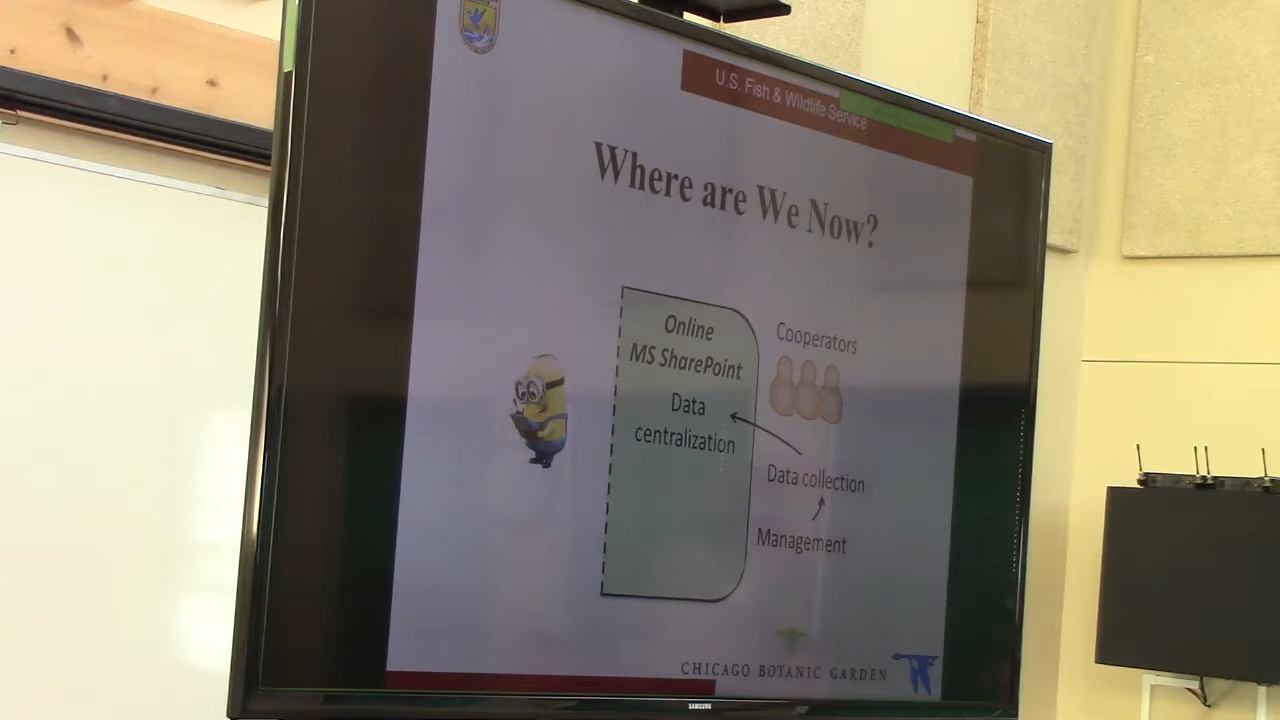 U.S. Fish & Wildlife Service
Where are We Now?
Online
MS SharePoint
Data
centralization
Cooperators
Data collection
Management
CHICAGO BOTANIC GARDEN
SAMSUNG